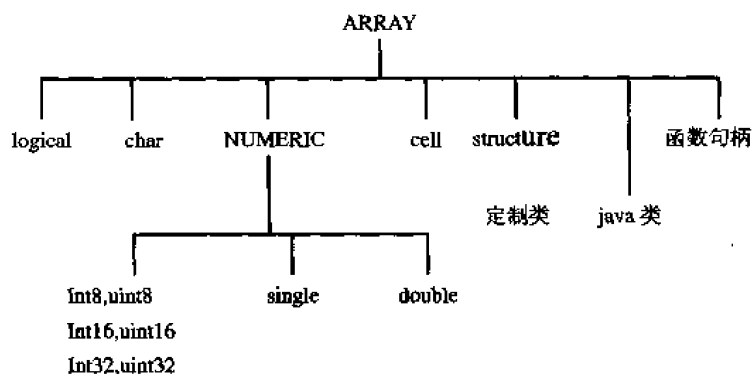 ARRAY
logical char NUMERIC cell structure 函数句柄
定制类 java 类
Int8,uint8 single double
Int16,uint16
Int32,uint32